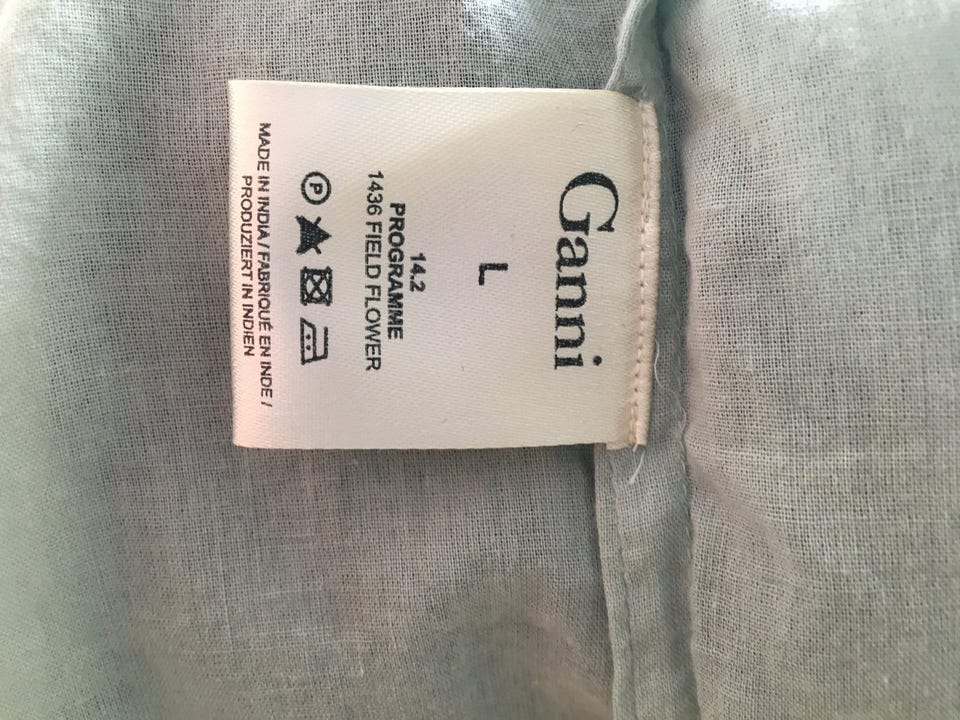 Ganni
L
14.2
PROGRAMME
1436 FIELD FLOWER
P
MADE IN INDIA / FABRIQUÉ EN INDE /
PRODUZIERT IN INDIEN